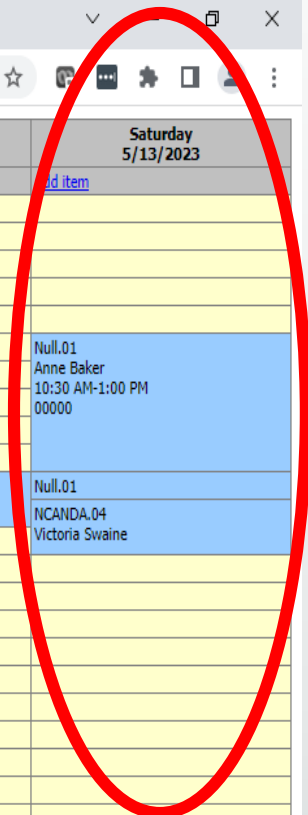 Saturday
5/13/2023
Add item
Null.01
Anne Baker
10:30 AM-1:00 PM
00000
Null.01
NCANDA.04
Victoria Swaine